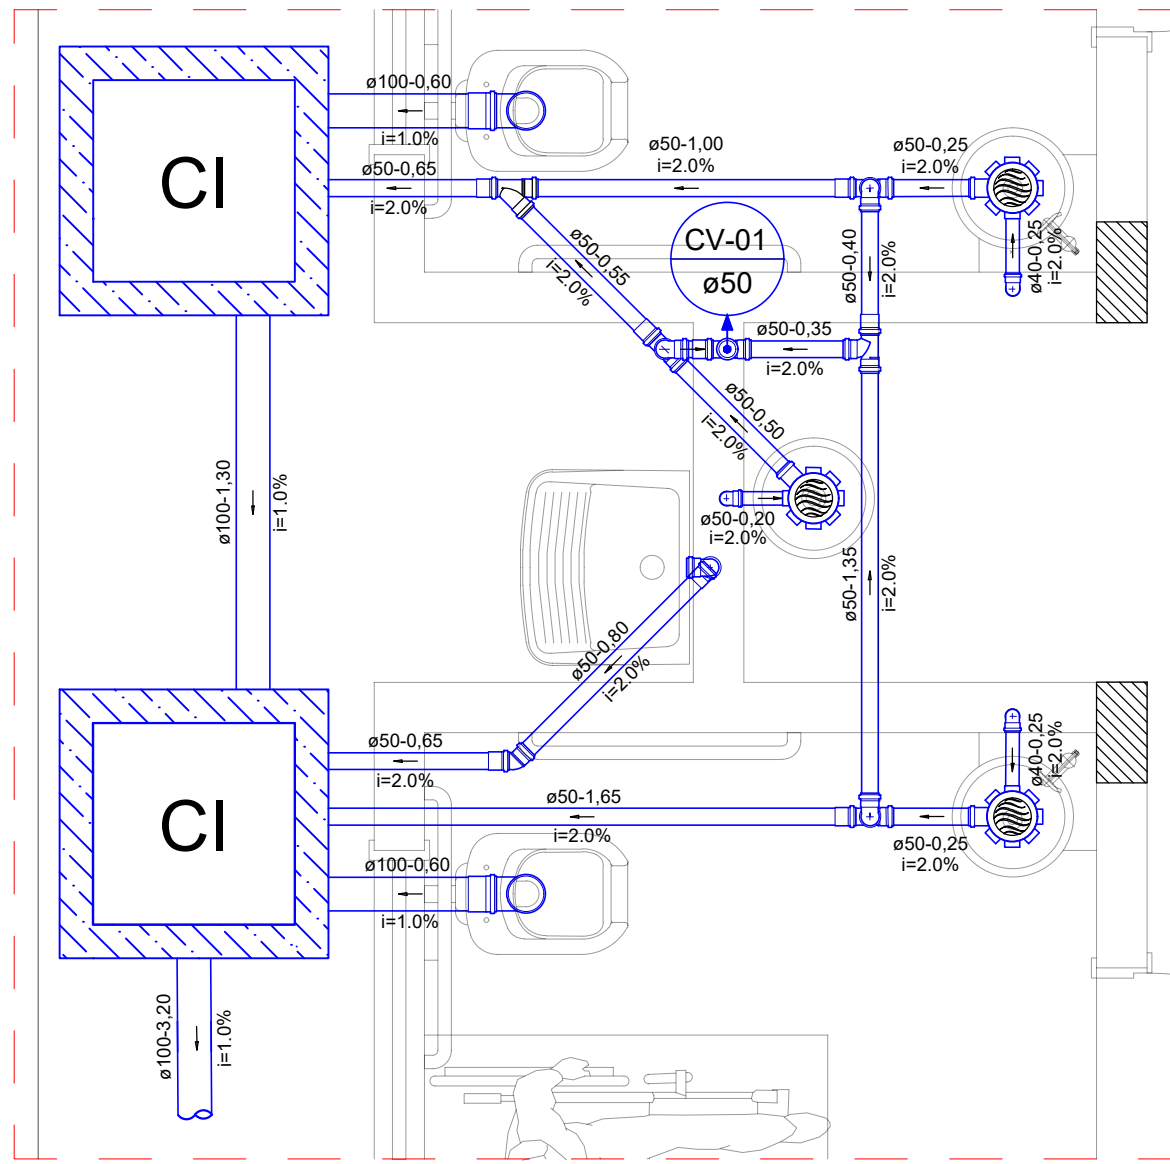 ø100-0,60
i=1.0%
CI
ø50-0,65
i=2.0%
ø50-1,00
i=2.0%
ø50-0,25
i=2.0%
ø40-0,25
i=2.0%
ø50-0,40
i=2.0%
ø50-0,55
i=2.0%
CV-01
ø50
ø50-0,35
i=2.0%
ø50-0,50
i=2.0%
ø50-0,20
i=2.0%
ø100-1,30
i=1.0%
ø50-1,35
i=2.0%
ø50-0,80
i=2.0%
ø50-0,65
i=2.0%
ø40-0,25
i=2.0%
CI
ø50-1,65
i=2.0%
ø50-0,25
i=2.0%
ø100-0,60
i=1.0%
ø100-3,20
i=1.0%